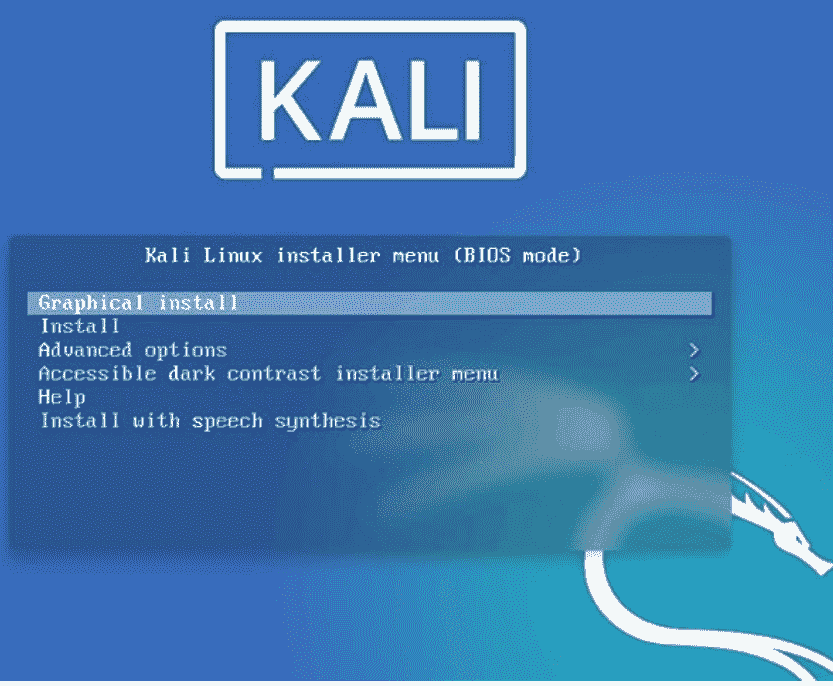 KALI
Kali Linux installer menu (BIOS mode)
Graphical install
Install
Advanced options >
Accessible dark contrast installer menu >
Help
Install with speech synthesis